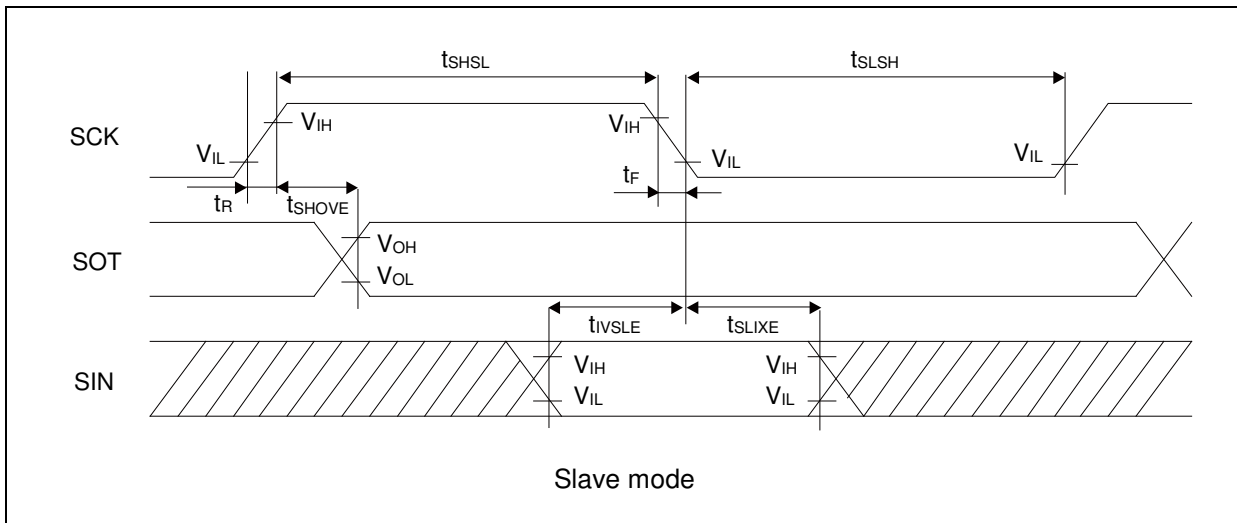 tSHSL
tSLSH
SCK
VIH
VIH
VIL
VIL
VIL
tR
tSHOVE
tF
SOT
VOH
VOL
tIVSLE
tSLIXE
SIN
VIH
VIH
VIL
VIL
Slave mode